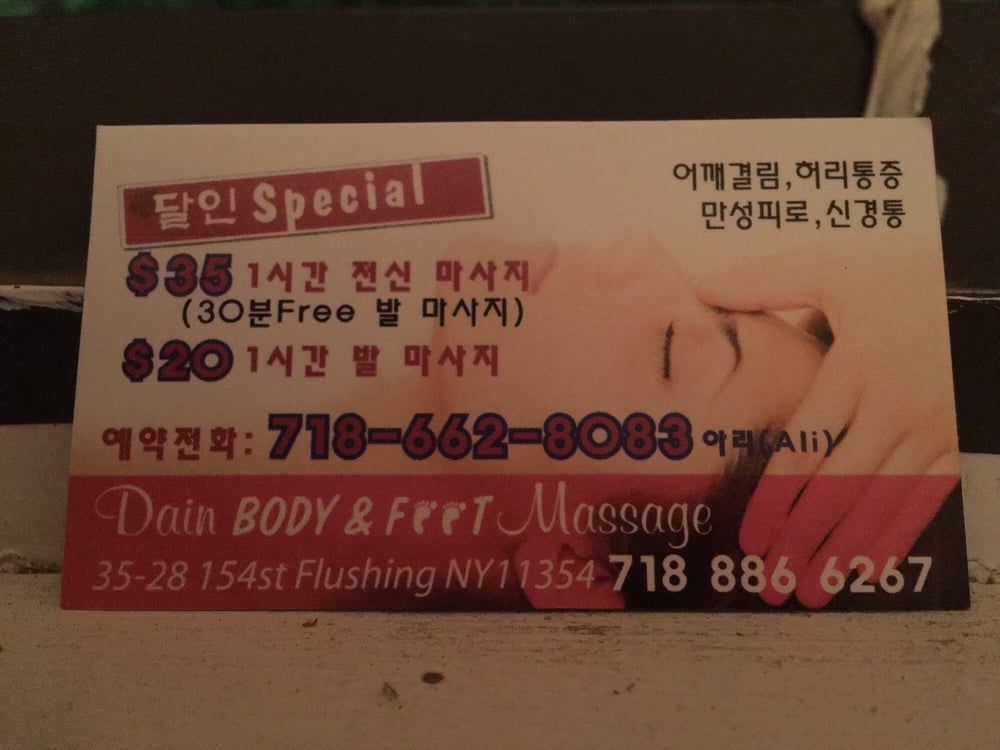 달인 Special
어깨결림,허리통증
만성피로,신경통
$35 1시간 전신 마사지
(30분Free 발 마사지)
$20 1시간 발 마사지
예약전화: 718-662-8083 아리(Ali)
Dain BODY & FEET Massage
35-28 154st Flushing NY11354 718 886 6267